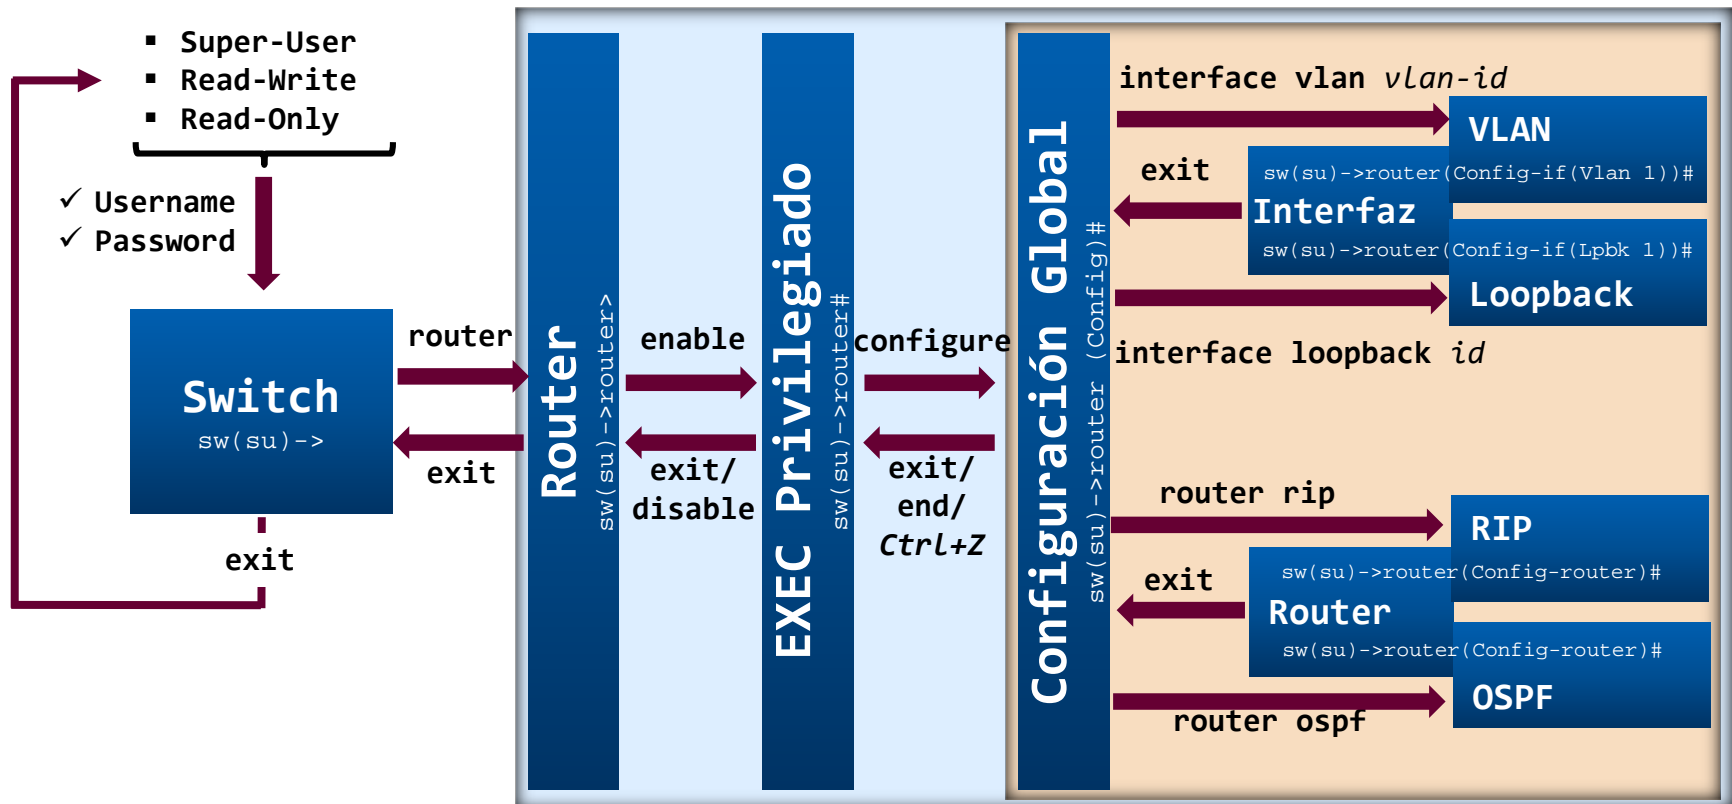 ▪ Super-User
▪ Read-Write
▪ Read-Only
✓ Username
✓ Password
Switch
sw(su)->
exit
router
exit
Router
sw(su)->router>
enable
exit/
disable
EXEC Privilegiado
sw(su)->router#
configure
exit/
end/
Ctrl+Z
Configuración Global
sw(su)->router (Config)#
interface vlan vlan-id
VLAN
sw(su)->router(Config-if(Vlan 1))#
exit
Interfaz
sw(su)->router(Config-if(Lpbk 1))#
Loopback
interface loopback id
router rip
RIP
sw(su)->router(Config-router)#
exit
Router
sw(su)->router(Config-router)#
OSPF
router ospf